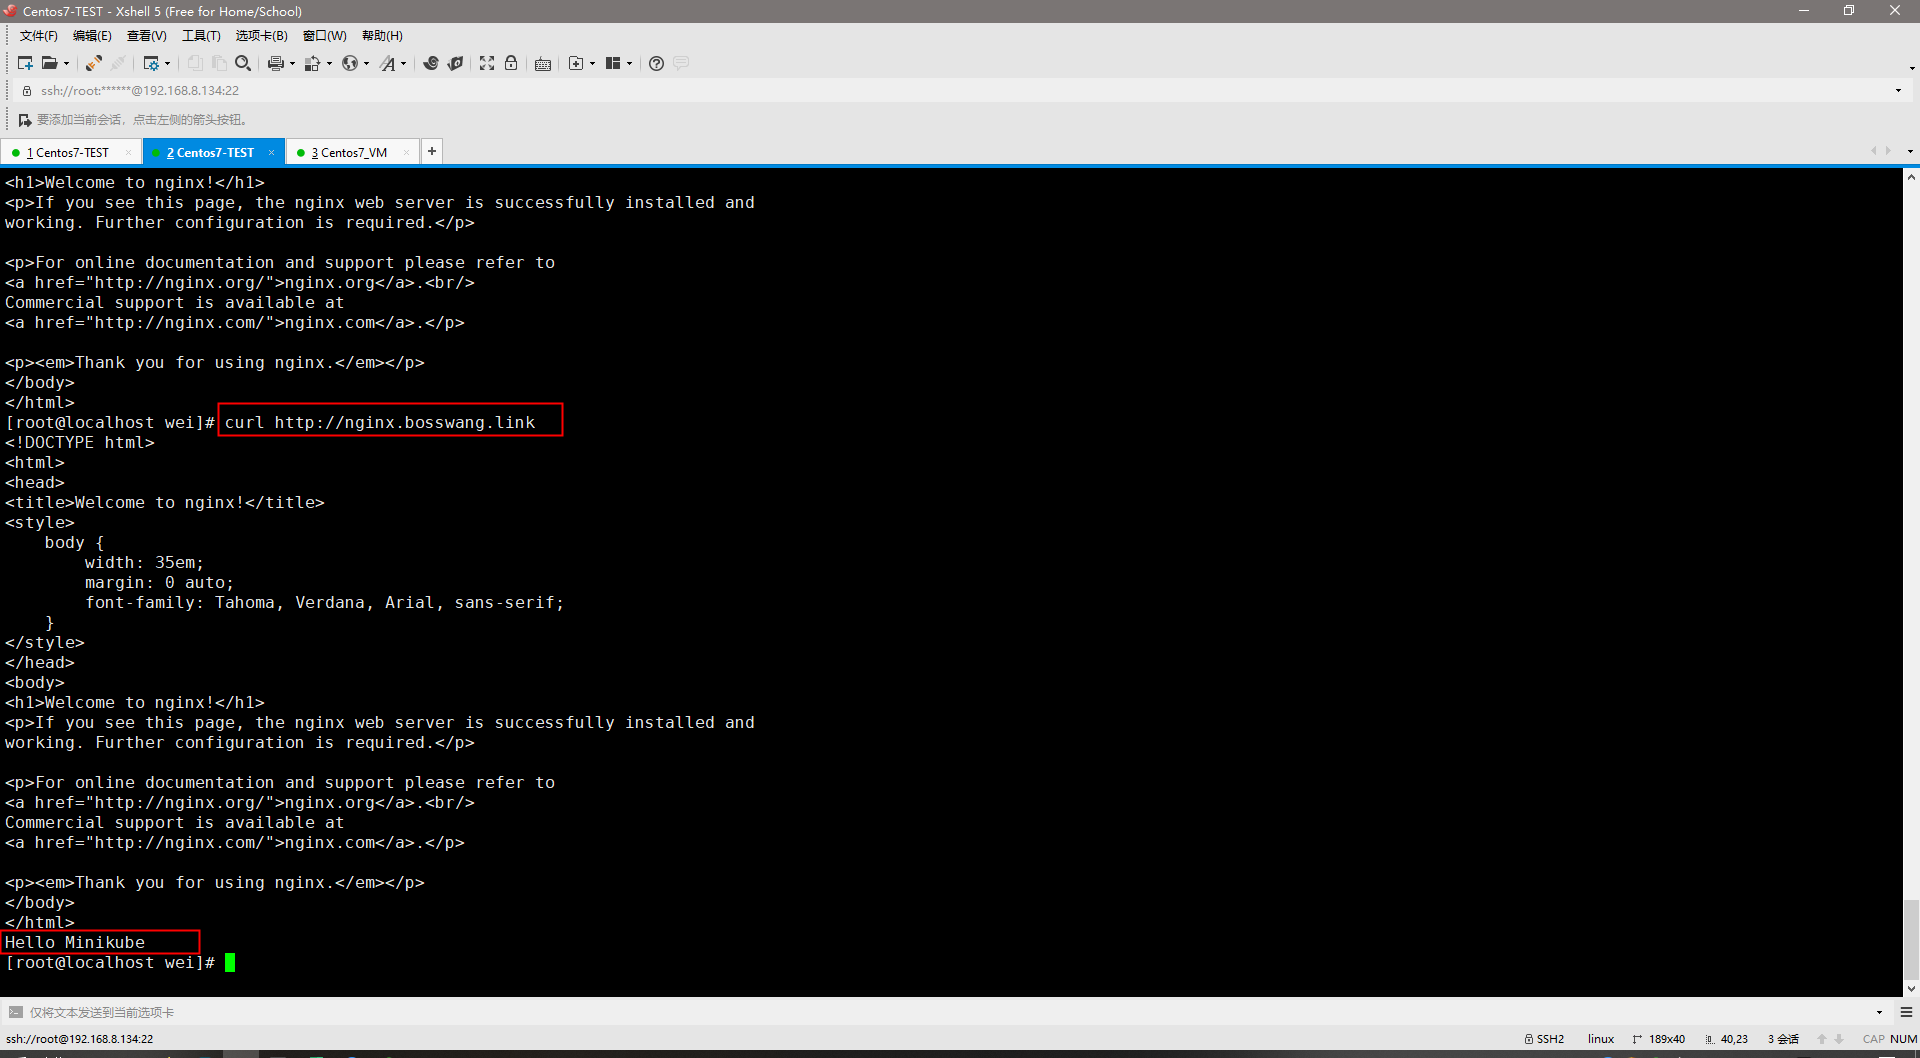 Centos7-TEST - Xshell 5 (Free for Home/School)
文件(F) 编辑(E) 查看(V) 工具(T) 选项卡(B) 窗口(W) 帮助(H)
ssh://root:******@192.168.8.134:22
要添加当前会话，点击左侧的箭头按钮。
1 Centos7-TEST × 2 Centos7-TEST × 3 Centos7_VM × +
<h1>Welcome to nginx!</h1>
<p>If you see this page, the nginx web server is successfully installed and
working. Further configuration is required.</p>
<p>For online documentation and support please refer to
<a href="http://nginx.org/">nginx.org</a>.<br/>
Commercial support is available at
<a href="http://nginx.com/">nginx.com</a>.</p>
<p><em>Thank you for using nginx.</em></p>
</body>
</html>
[root@localhost wei]# curl http://nginx.bosswang.link
<!DOCTYPE html>
<html>
<head>
<title>Welcome to nginx!</title>
<style>
    body {
        width: 35em;
        margin: 0 auto;
        font-family: Tahoma, Verdana, Arial, sans-serif;
    }
</style>
</head>
<body>
<h1>Welcome to nginx!</h1>
<p>If you see this page, the nginx web server is successfully installed and
working. Further configuration is required.</p>
<p>For online documentation and support please refer to
<a href="http://nginx.org/">nginx.org</a>.<br/>
Commercial support is available at
<a href="http://nginx.com/">nginx.com</a>.</p>
<p><em>Thank you for using nginx.</em></p>
</body>
</html>
Hello Minikube
[root@localhost wei]#
仅将文本发送到当前选项卡
ssh://root@192.168.8.134:22 SSH2 linux 189x40 40,23 3 会话 CAP NUM